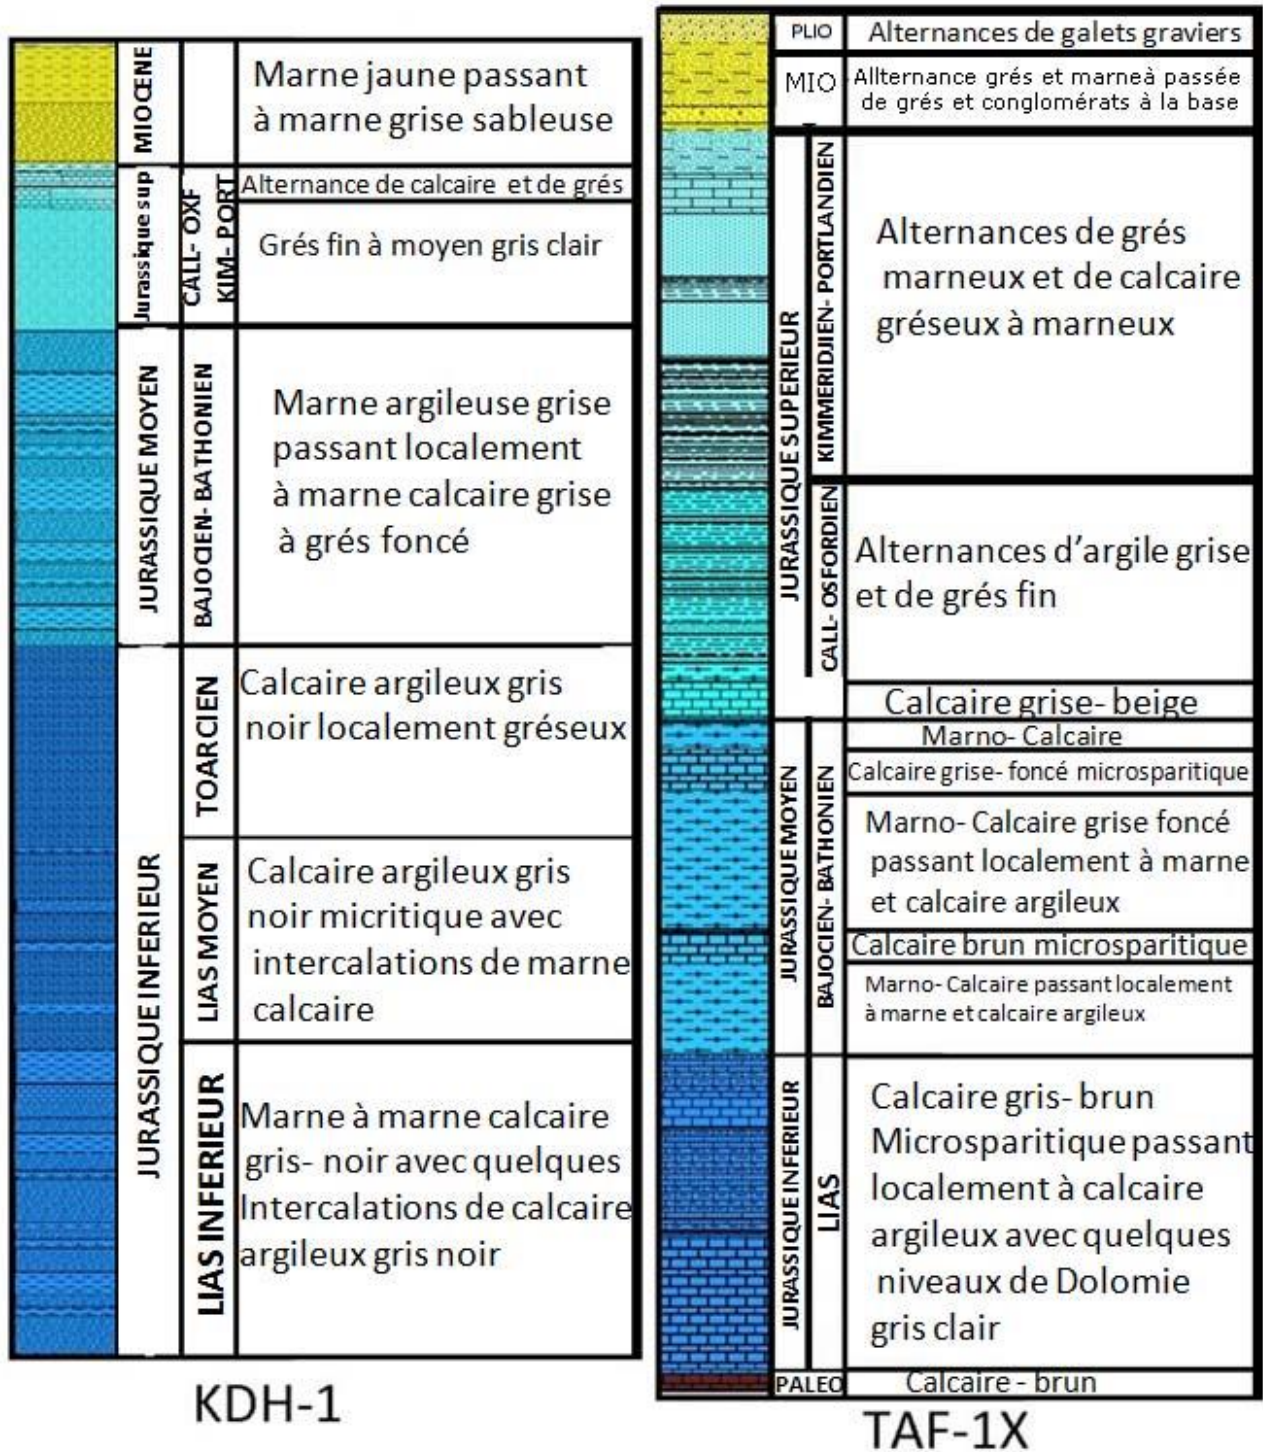 MIOCENE
Marne jaune passant
à marne grise sableuse
Jurassique sup
CALL- OXF
KIM- PORT
Alternance de calcaire et de grés
Grés fin à moyen gris clair
JURASSIQUE MOYEN
BAJOCIEN- BATHONIEN
Marne argileuse grise
passant localement
à marne calcaire grise
à grés foncé
JURASSIQUE INFERIEUR
TOARCIEN
Calcaire argileux gris
noir localement gréseux
LIAS MOYEN
Calcaire argileux gris
noir micritique avec
intercalations de marne
calcaire
LIAS INFERIEUR
Marne à marne calcaire
gris- noir avec quelques
Intercalations de calcaire
argileux gris noir
KDH-1
PLIO
Alternances de galets graviers
MIO
Allternance grés et marneà passée
de grés et conglomérats à la base
JURASSIQUE SUPERIEUR
KIMMERIDJIEN- PORTLANDIEN
Alternances de grés
marneux et de calcaire
gréseux à marneux
CALL- OSFORDIEN
Alternances d’argile grise
et de grés fin
Calcaire grise- beige
JURASSIQUE MOYEN
BAJOCIEN- BATHONIEN
Marno- Calcaire
Calcaire grise- foncé microsparitique
Marno- Calcaire grise foncé
passant localement à marne
et calcaire argileux
Calcaire brun microsparitique
Marno- Calcaire passant localement
à marne et calcaire argileux
JURASSIQUE INFERIEUR
LIAS
Calcaire gris- brun
Microsparitique passant
localement à calcaire
argileux avec quelques
niveaux de Dolomie
gris clair
PALEO
Calcaire - brun
TAF-1X